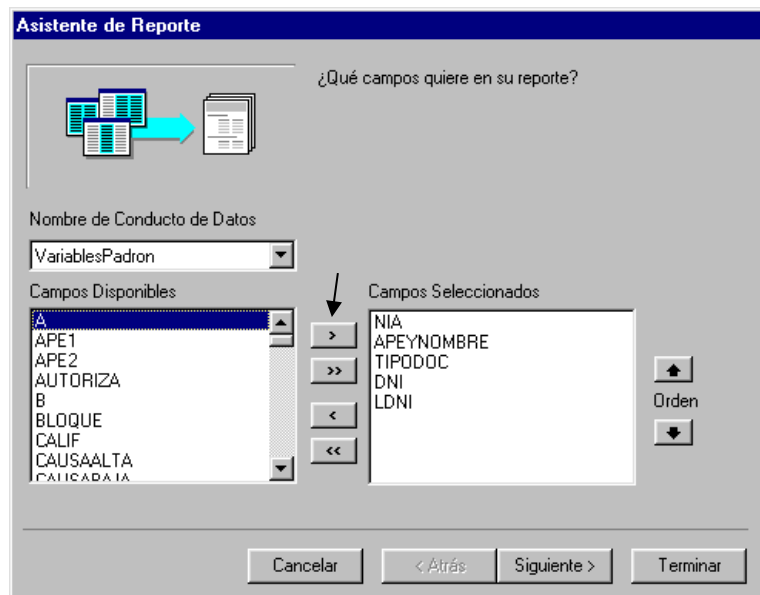 Asistente de Reporte
¿Qué campos quiere en su reporte?
Nombre de Conducto de Datos
VariablesPadron
Campos Disponibles
Campos Seleccionados
A
APE1
APE2
AUTORIZA
B
BLOQUE
CALIF
CAUSAALTA
CAUSABAJA
>
>>
<
<<
NIA
APEYNOMBRE
TIPODOC
DNI
LDNI
Orden
Cancelar
< Atrás
Siguiente >
Terminar